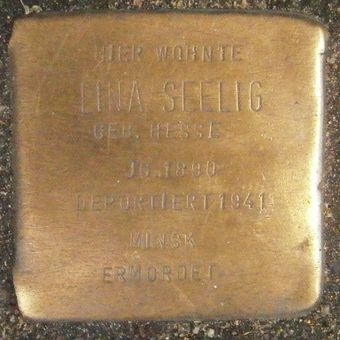 HIER WOHNTE
LINA SEELIG
GEB. HESSE
JG. 1890
DEPORTIERT 1941
MINSK
ERMORDET